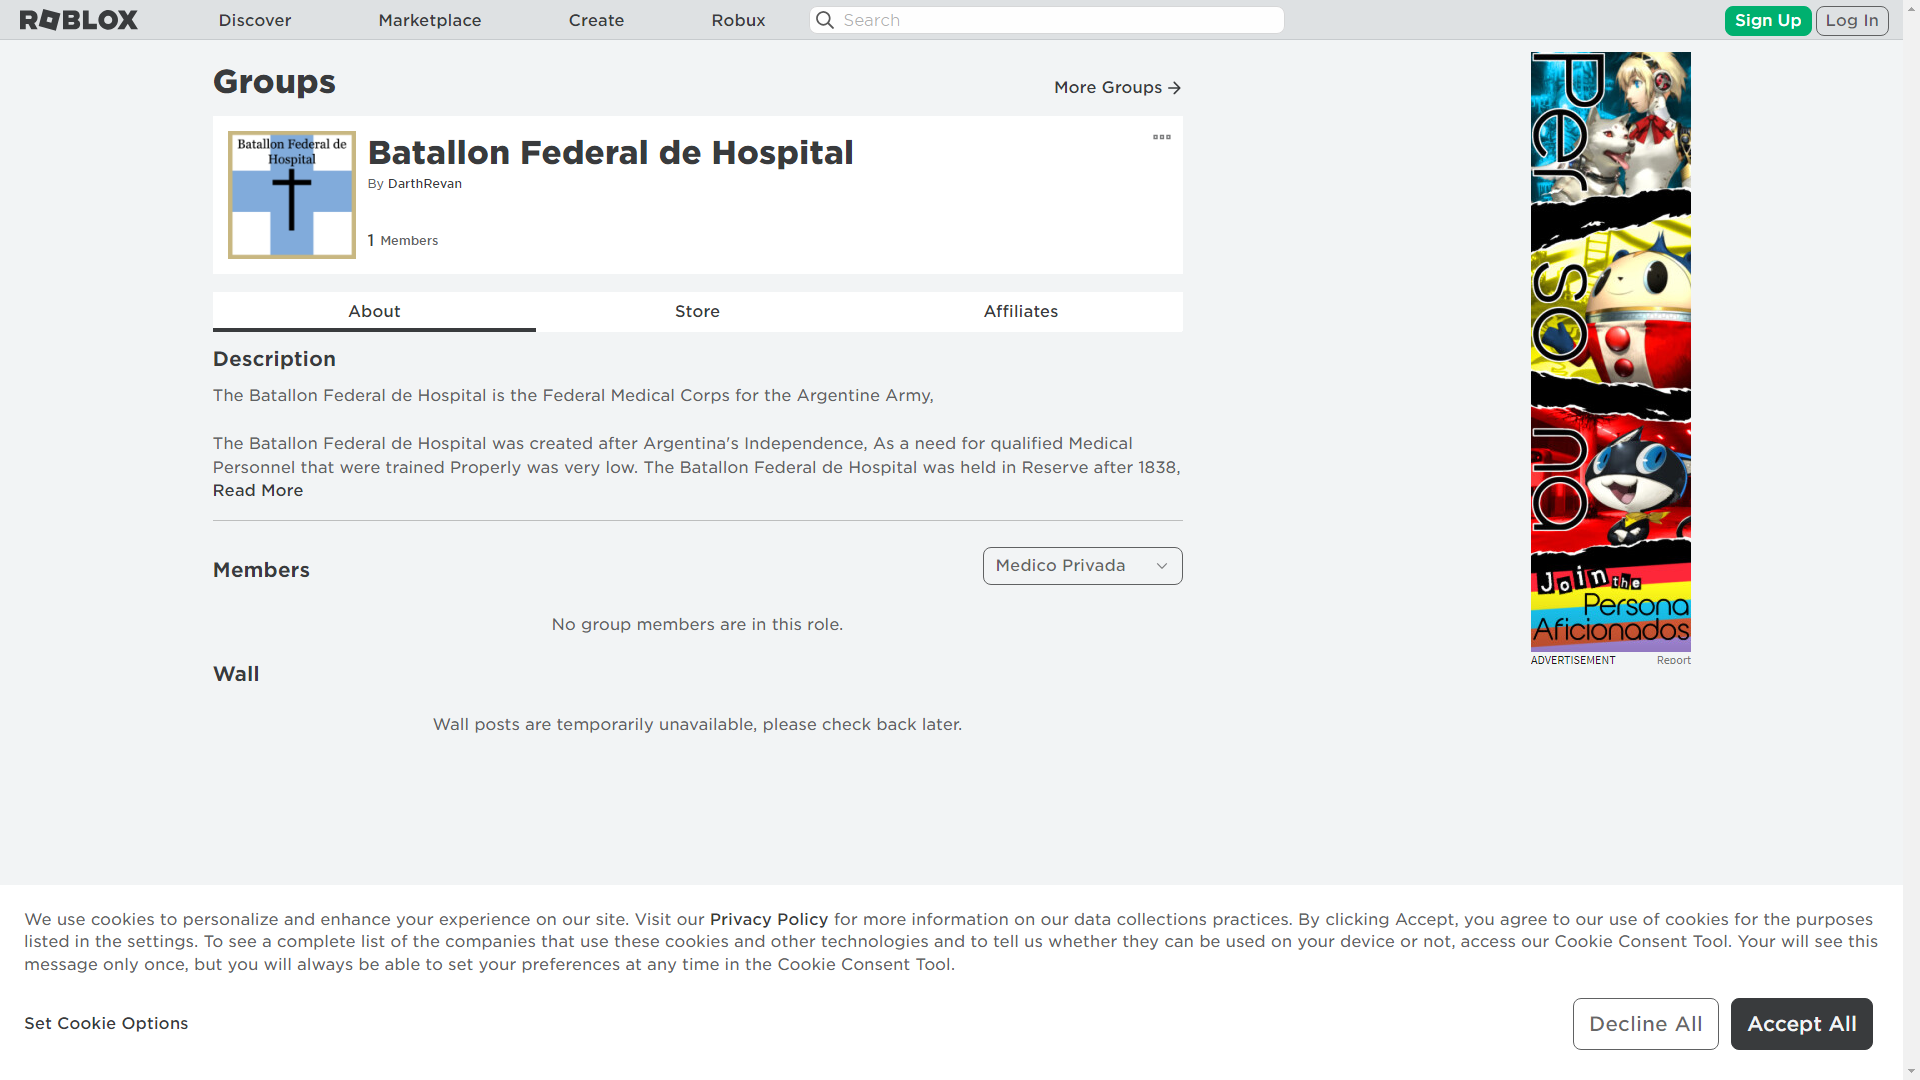 ROBLOX
Discover
Marketplace
Create
Robux
Search
Sign Up
Log In
Groups
More Groups
Batallon Federal de
Hospital
Batallon Federal de Hospital
By DarthRevan
1 Members
About
Store
Affiliates
Description
The Batallon Federal de Hospital is the Federal Medical Corps for the Argentine Army,
The Batallon Federal de Hospital was created after Argentina's Independence, As a need for qualified Medical
Personnel that were trained Properly was very low. The Batallon Federal de Hospital was held in Reserve after 1838,
Read More
Members
Medico Privada
No group members are in this role.
Wall
Wall posts are temporarily unavailable, please check back later.
Persona
Join the
Persona
Aficionados
ADVERTISEMENT
Report
We use cookies to personalize and enhance your experience on our site. Visit our Privacy Policy for more information on our data collections practices. By clicking Accept, you agree to our use of cookies for the purposes
listed in the settings. To see a complete list of the companies that use these cookies and other technologies and to tell us whether they can be used on your device or not, access our Cookie Consent Tool. Your will see this
message only once, but you will always be able to set your preferences at any time in the Cookie Consent Tool.
Set Cookie Options
Decline All
Accept All